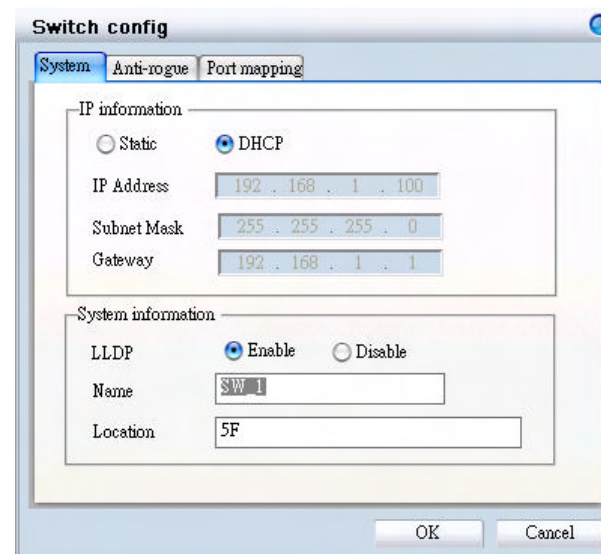 Switch config
System Anti-rogue Port mapping
IP information
Static DHCP
IP Address 192 . 168 . 1 . 100
Subnet Mask 255 . 255 . 255 . 0
Gateway 192 . 168 . 1 . 1
System information
LLDP Enable Disable
Name SW_1
Location 5F
OK Cancel